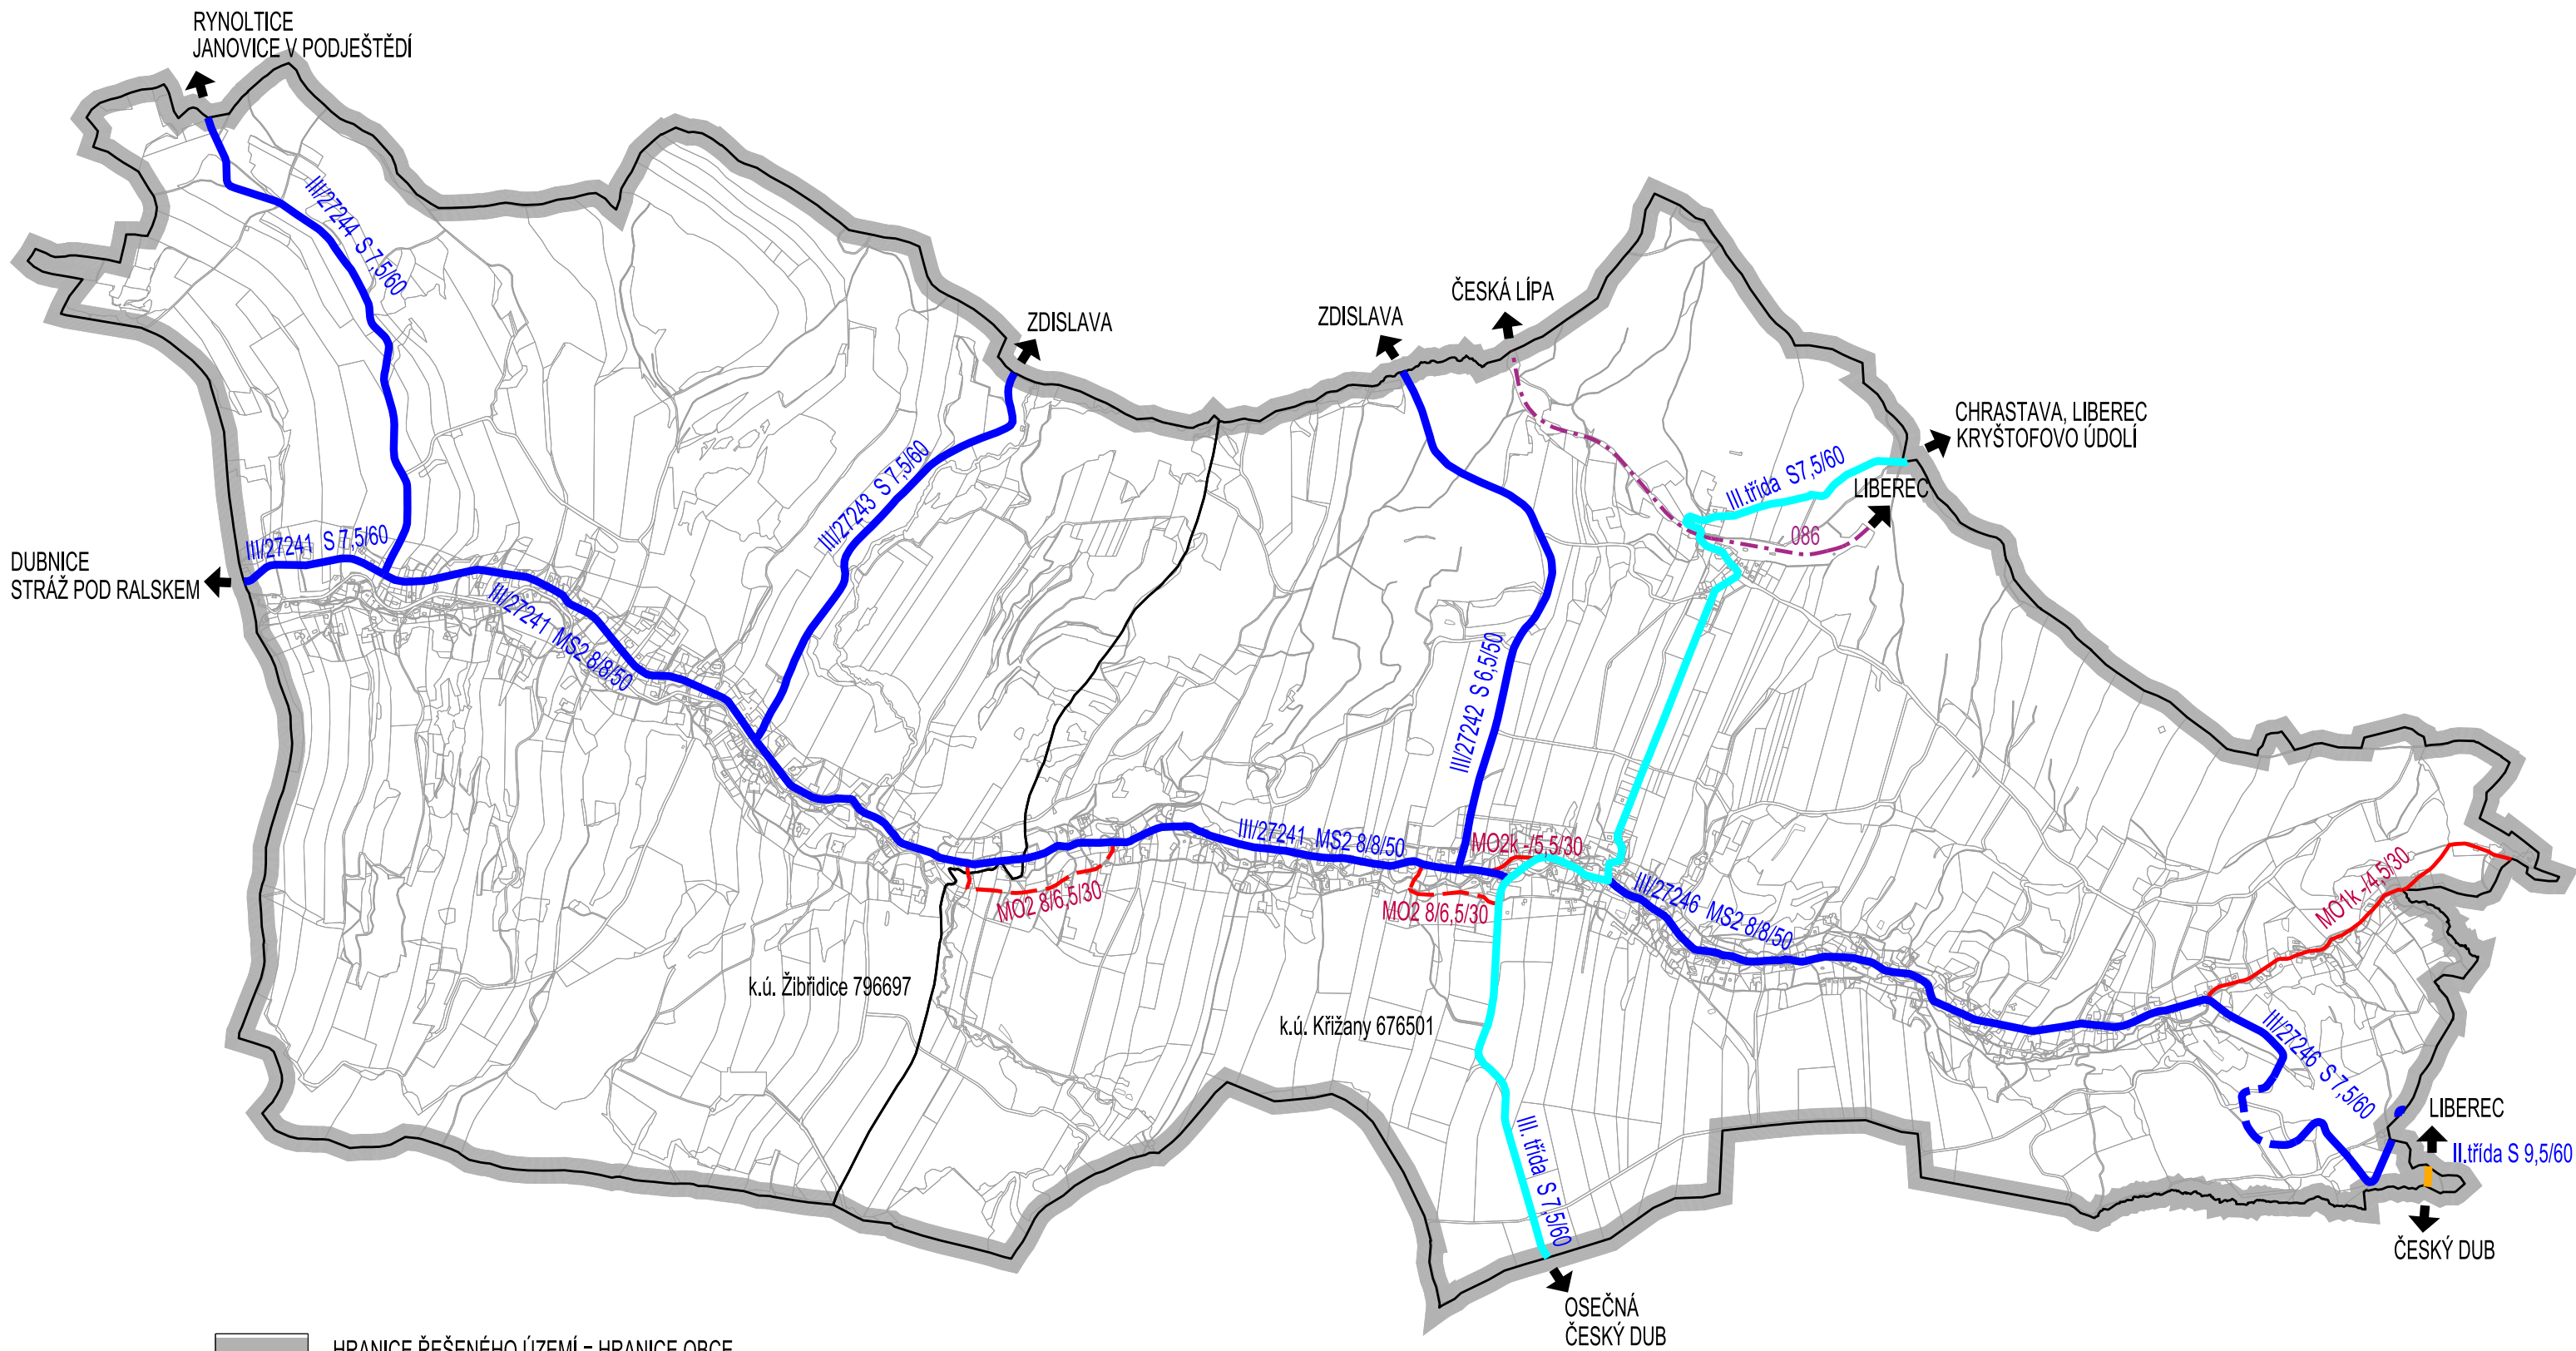 RYNOLTICE
JANOVICE V PODJEŠTĚDÍ
III/27244 S 7,5/60
ZDISLAVA
ZDISLAVA
ČESKÁ LÍPA
CHRASTAVA, LIBEREC
KRYŠTOFOVO ÚDOLÍ
III.třída S7,5/60
LIBEREC
086
III/27243 S 7,5/60
III/27241 S 7,5/60
DUBNICE
STRÁŽ POD RALSKEM
III/27241 MS2 8/8/50
III/27242 S 6,5/50
III/27241 MS2 8/8/50
MO2k -/5,5/30
MO2 8/6,5/30
MO2 8/6,5/30
III/27246 MS2 8/8/50
MO1k -/4,5/30
k.ú. Žibřidice 796697
k.ú. Křižany 676501
III/27246 S 7,5/60
LIBEREC
II.třída S 9,5/60
III. třída S 7,5/60
ČESKÝ DUB
OSEČNÁ
ČESKÝ DUB
HRANICE ŘEŠENÉHO ÚZEMÍ = HRANICE OBCE